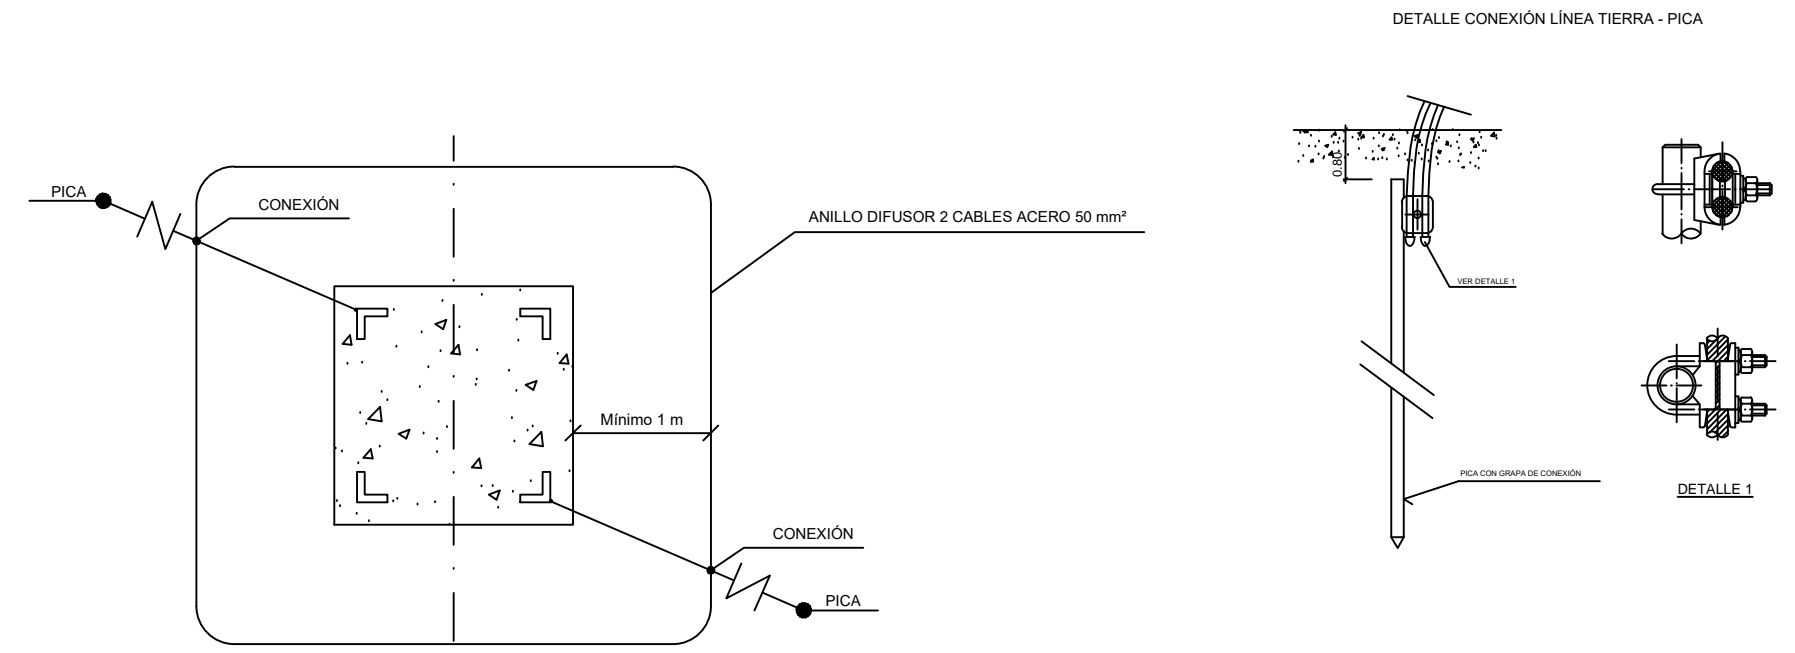 DETALLE CONEXIÓN LÍNEA TIERRA - PICA
PICA
CONEXIÓN
ANILLO DIFUSOR 2 CABLES ACERO 50 mm²
0.80
VER DETALLE 1
Mínimo 1 m
PICA CON GRAPA DE CONEXIÓN
DETALLE 1
CONEXIÓN
PICA